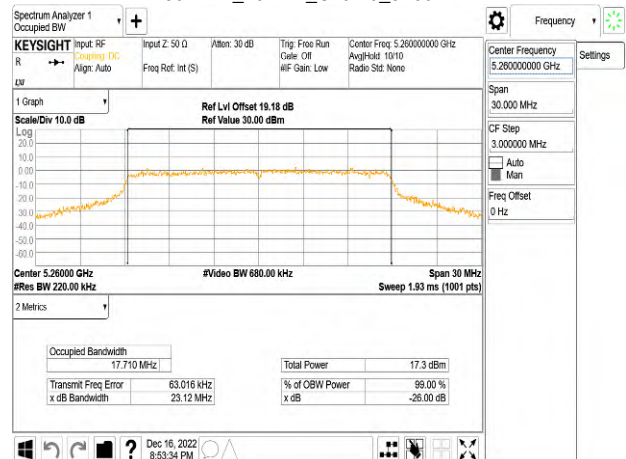 Spectrum Analyzer 1
Occupied BW
Frequency
Settings
KEYSIGHT
R
Input: RF
Coupling: DC
Align: Auto
Input Z: 50 Ω
Freq Ref: Int (S)
Atten: 30 dB
Trig: Free Run
Gate: Off
#IF Gain: Low
Center Freq: 5.260000000 GHz
Avg|Hold: 10/10
Radio Std: None
Center Frequency
5.260000000 GHz
Span
30.000 MHz
CF Step
3.000000 MHz
Auto
Man
Freq Offset
0 Hz
1 Graph
Scale/Div 10.0 dB
Ref Lvl Offset 19.18 dB
Ref Value 30.00 dBm
Log
20.0
10.0
0.00
-10.0
-20.0
-30.0
-40.0
-50.0
-60.0
Center 5.26000 GHz
#Video BW 680.00 kHz
Span 30 MHz
#Res BW 220.00 kHz
Sweep 1.93 ms (1001 pts)
2 Metrics
Occupied Bandwidth
17.710 MHz
Total Power 17.3 dBm
Transmit Freq Error 63.016 kHz
% of OBW Power 99.00 %
x dB Bandwidth 23.12 MHz
x dB -26.00 dB
?
Dec 16, 2022
8:53:34 PM